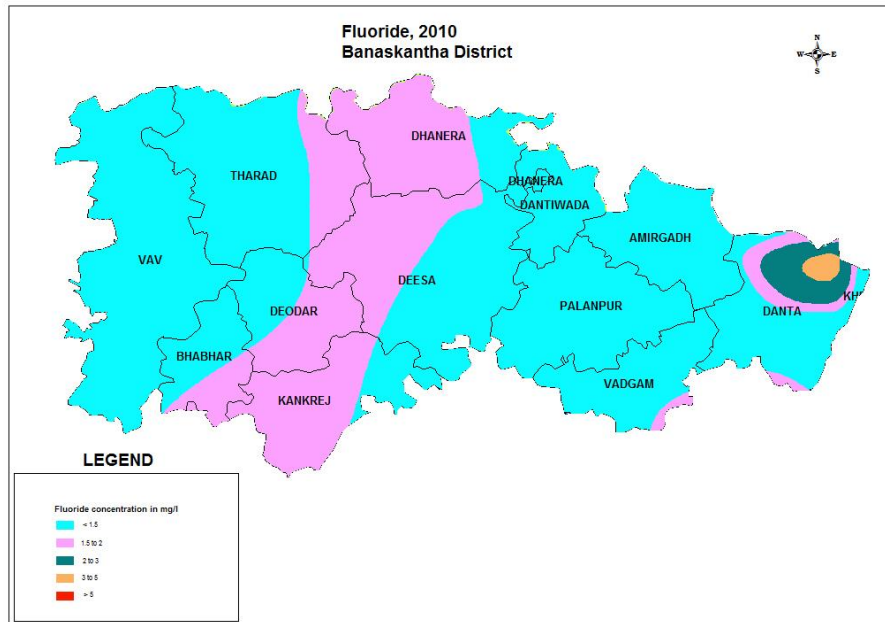 Fluoride, 2010
Banaskantha District
N
W E
S
DHANERA
THARAD
DHANERA
DANTIWADA
AMIRGADH
VAV
DEESA
DEODAR
PALANPUR
DANTA
BHABHAR
VADGAM
KANKREJ
LEGEND
Fluoride concentration in mg/l
< 1.5
1.5 to 2
2 to 3
3 to 5
> 5